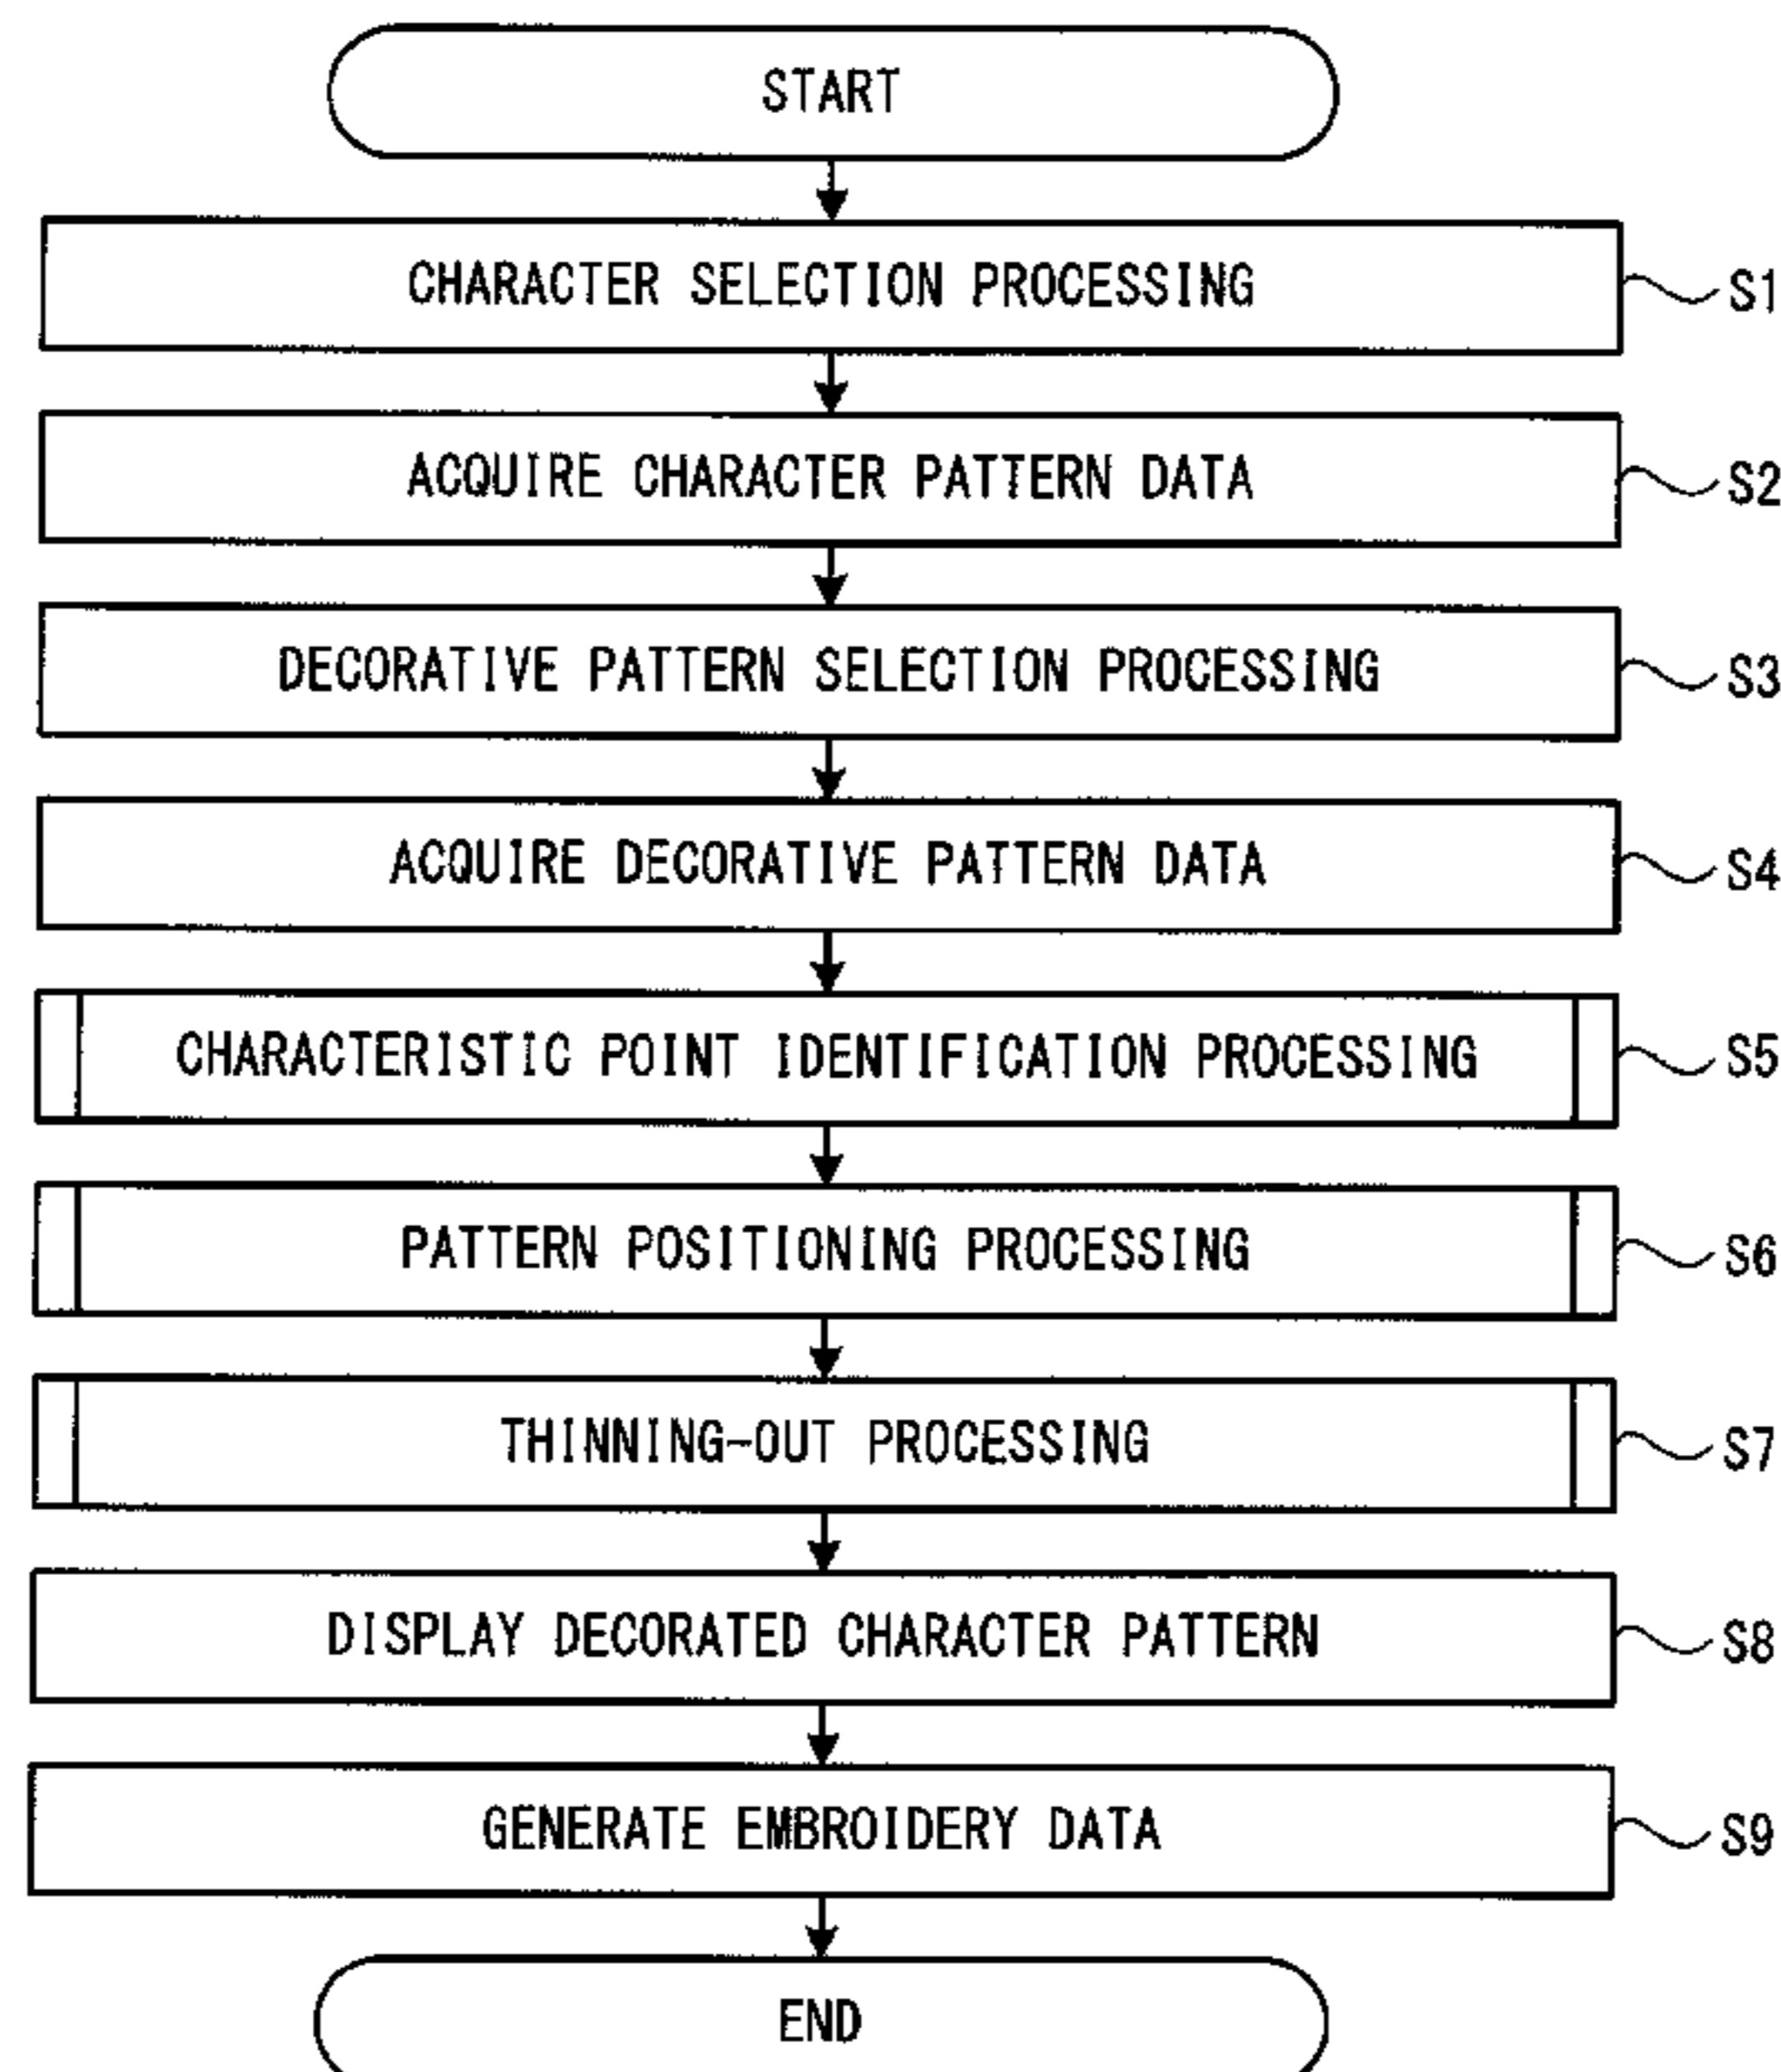 START
CHARACTER SELECTION PROCESSING S1
ACQUIRE CHARACTER PATTERN DATA S2
DECORATIVE PATTERN SELECTION PROCESSING S3
ACQUIRE DECORATIVE PATTERN DATA S4
CHARACTERISTIC POINT IDENTIFICATION PROCESSING S5
PATTERN POSITIONING PROCESSING S6
THINNING-OUT PROCESSING S7
DISPLAY DECORATED CHARACTER PATTERN S8
GENERATE EMBROIDERY DATA S9
END